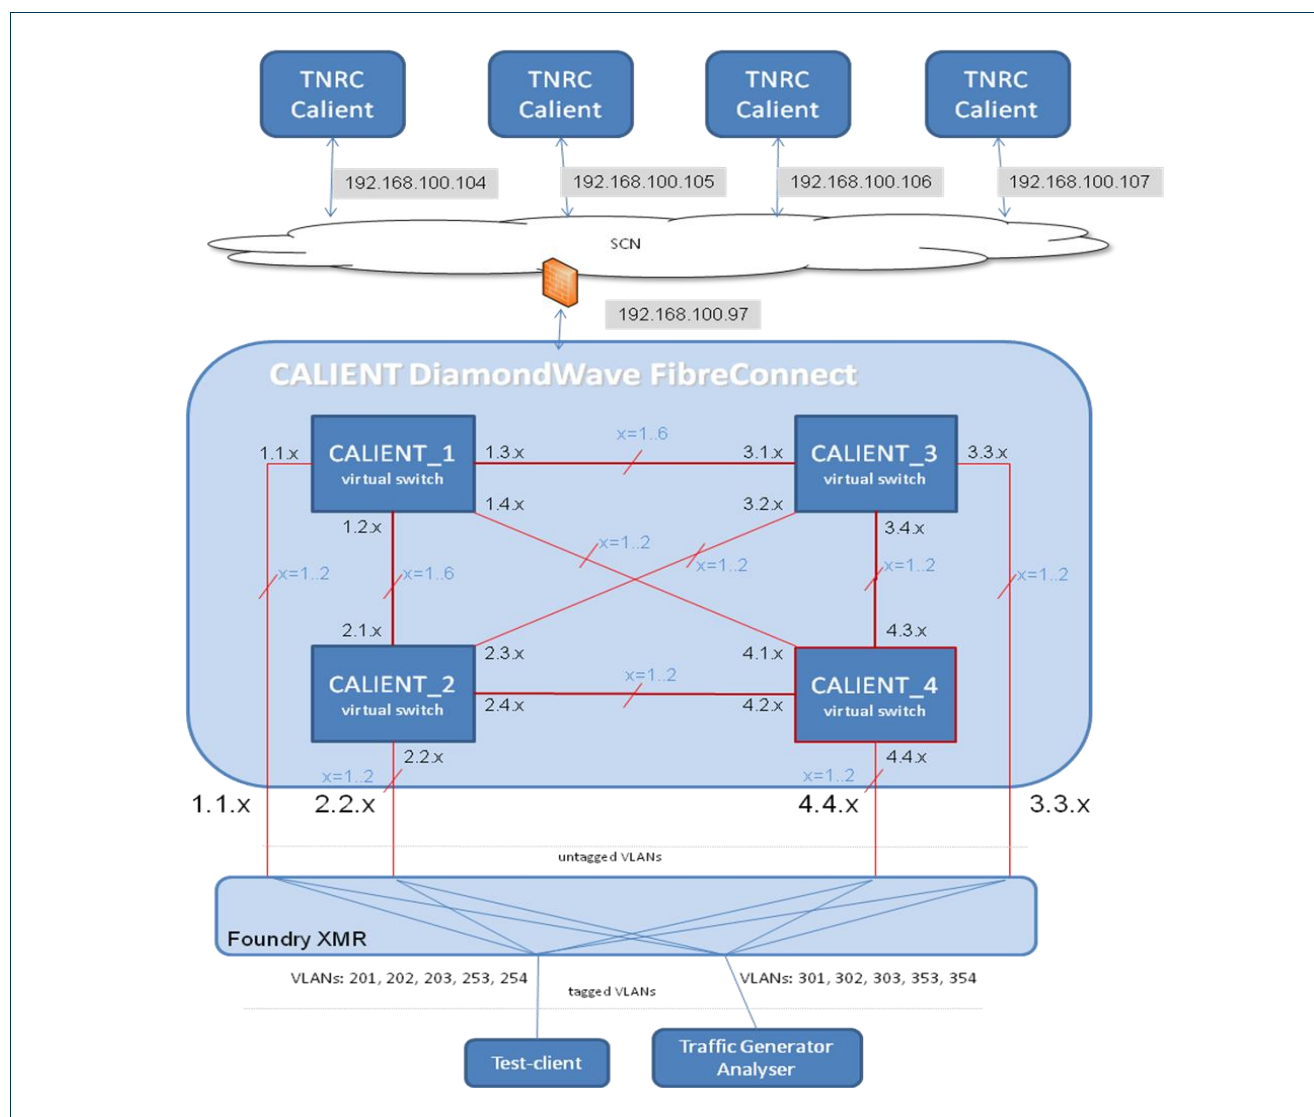 TNRC
Calient
TNRC
Calient
TNRC
Calient
TNRC
Calient
192.168.100.104
192.168.100.105
192.168.100.106
192.168.100.107
SCN
192.168.100.97
CALIENT DiamondWave FibreConnect
1.1.x
CALIENT_1
virtual switch
1.3.x
x=1..6
3.1.x
CALIENT_3
virtual switch
3.3.x
1.4.x
3.2.x
1.2.x
3.4.x
x=1..2
x=1..6
x=1..2
x=1..2
x=1..2
x=1..2
2.1.x
4.3.x
CALIENT_2
virtual switch
2.3.x
x=1..2
4.1.x
CALIENT_4
virtual switch
2.4.x
4.2.x
2.2.x
4.4.x
x=1..2
x=1..2
1.1.x
2.2.x
4.4.x
3.3.x
untagged VLANs
Foundry XMR
VLANs: 201, 202, 203, 253, 254
VLANs: 301, 302, 303, 353, 354
tagged VLANs
Test-client
Traffic Generator
Analyser